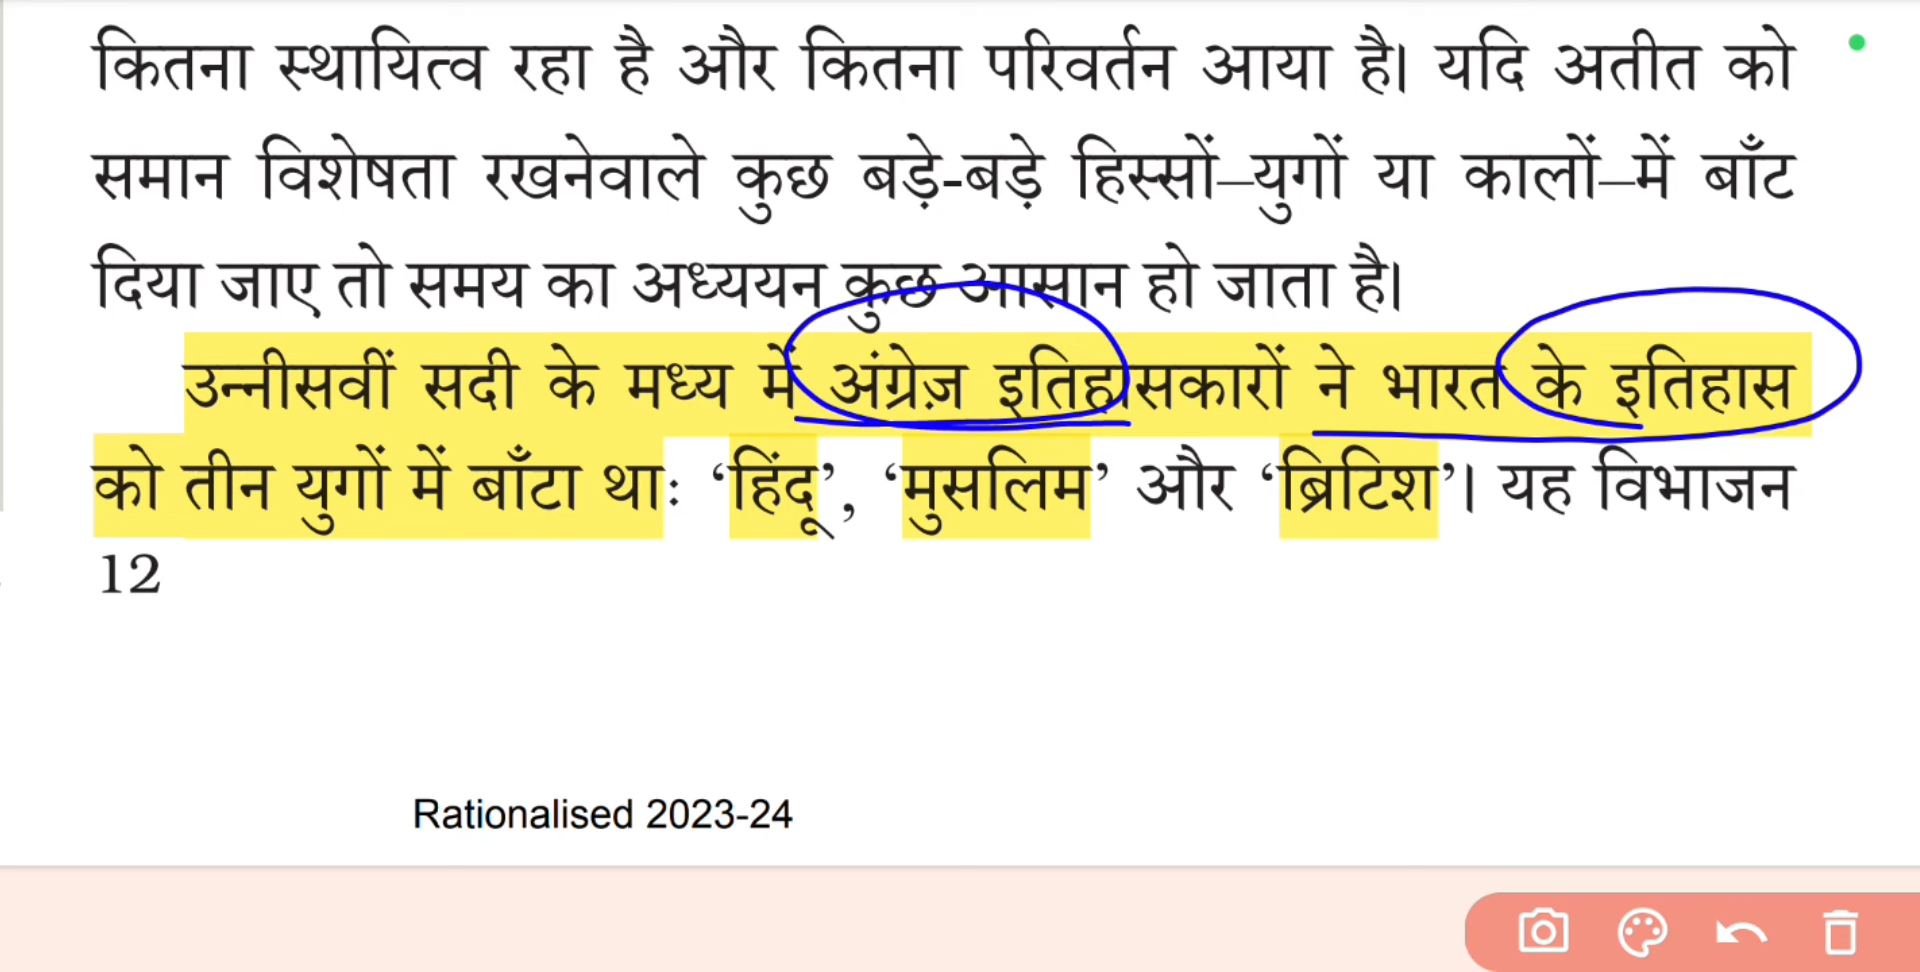 कितना स्थायित्व रहा है और कितना परिवर्तन आया है। यदि अतीत को
समान विशेषता रखनेवाले कुछ बड़े-बड़े हिस्सों–युगों या कालों–में बाँट
दिया जाए तो समय का अध्ययन कुछ आसान हो जाता है।
उन्नीसवीं सदी के मध्य में अंग्रेज़ इतिहासकारों ने भारत के इतिहास
को तीन युगों में बाँटा था: ‘हिंदू’, ‘मुसलिम’ और ‘ब्रिटिश’। यह विभाजन
12
Rationalised 2023-24